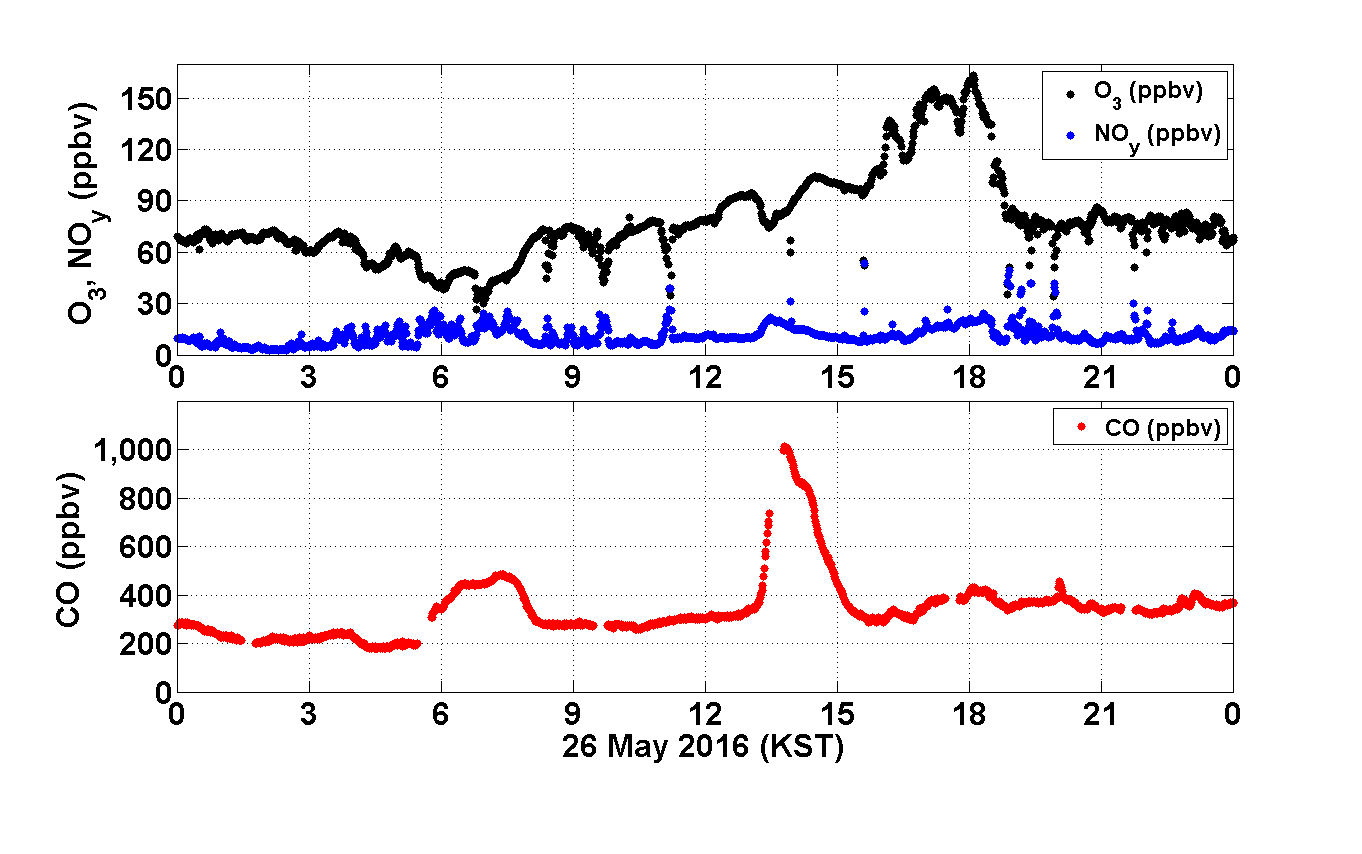 O3, NOy (ppbv)
150
120
90
60
30
0
O3 (ppbv)
NOy (ppbv)
0 3 6 9 12 15 18 21 0
CO (ppbv)
1,000
800
600
400
200
0
CO (ppbv)
0 3 6 9 12 15 18 21 0
26 May 2016 (KST)